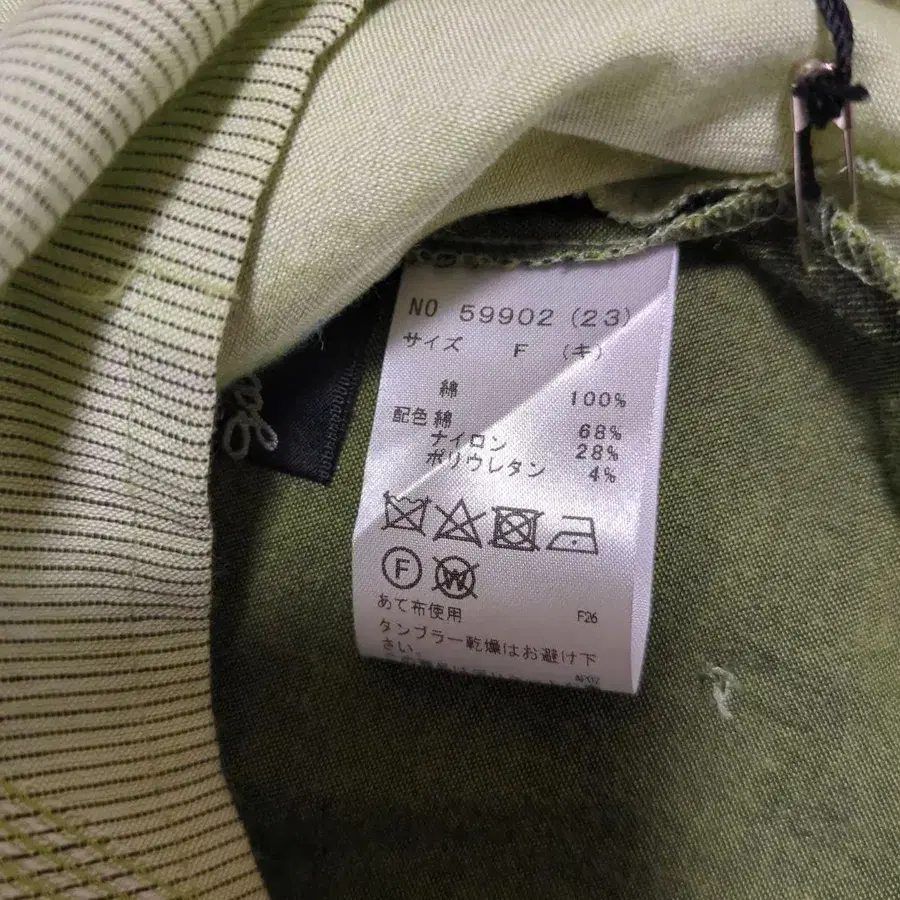 NO 59902 (23)
サイズ F (キ)
綿 100%
配色 綿 68%
ナイロン 28%
ポリウレタン 4%
F
W
あて布使用 F26
タンブラー乾燥はお避け下
さい。